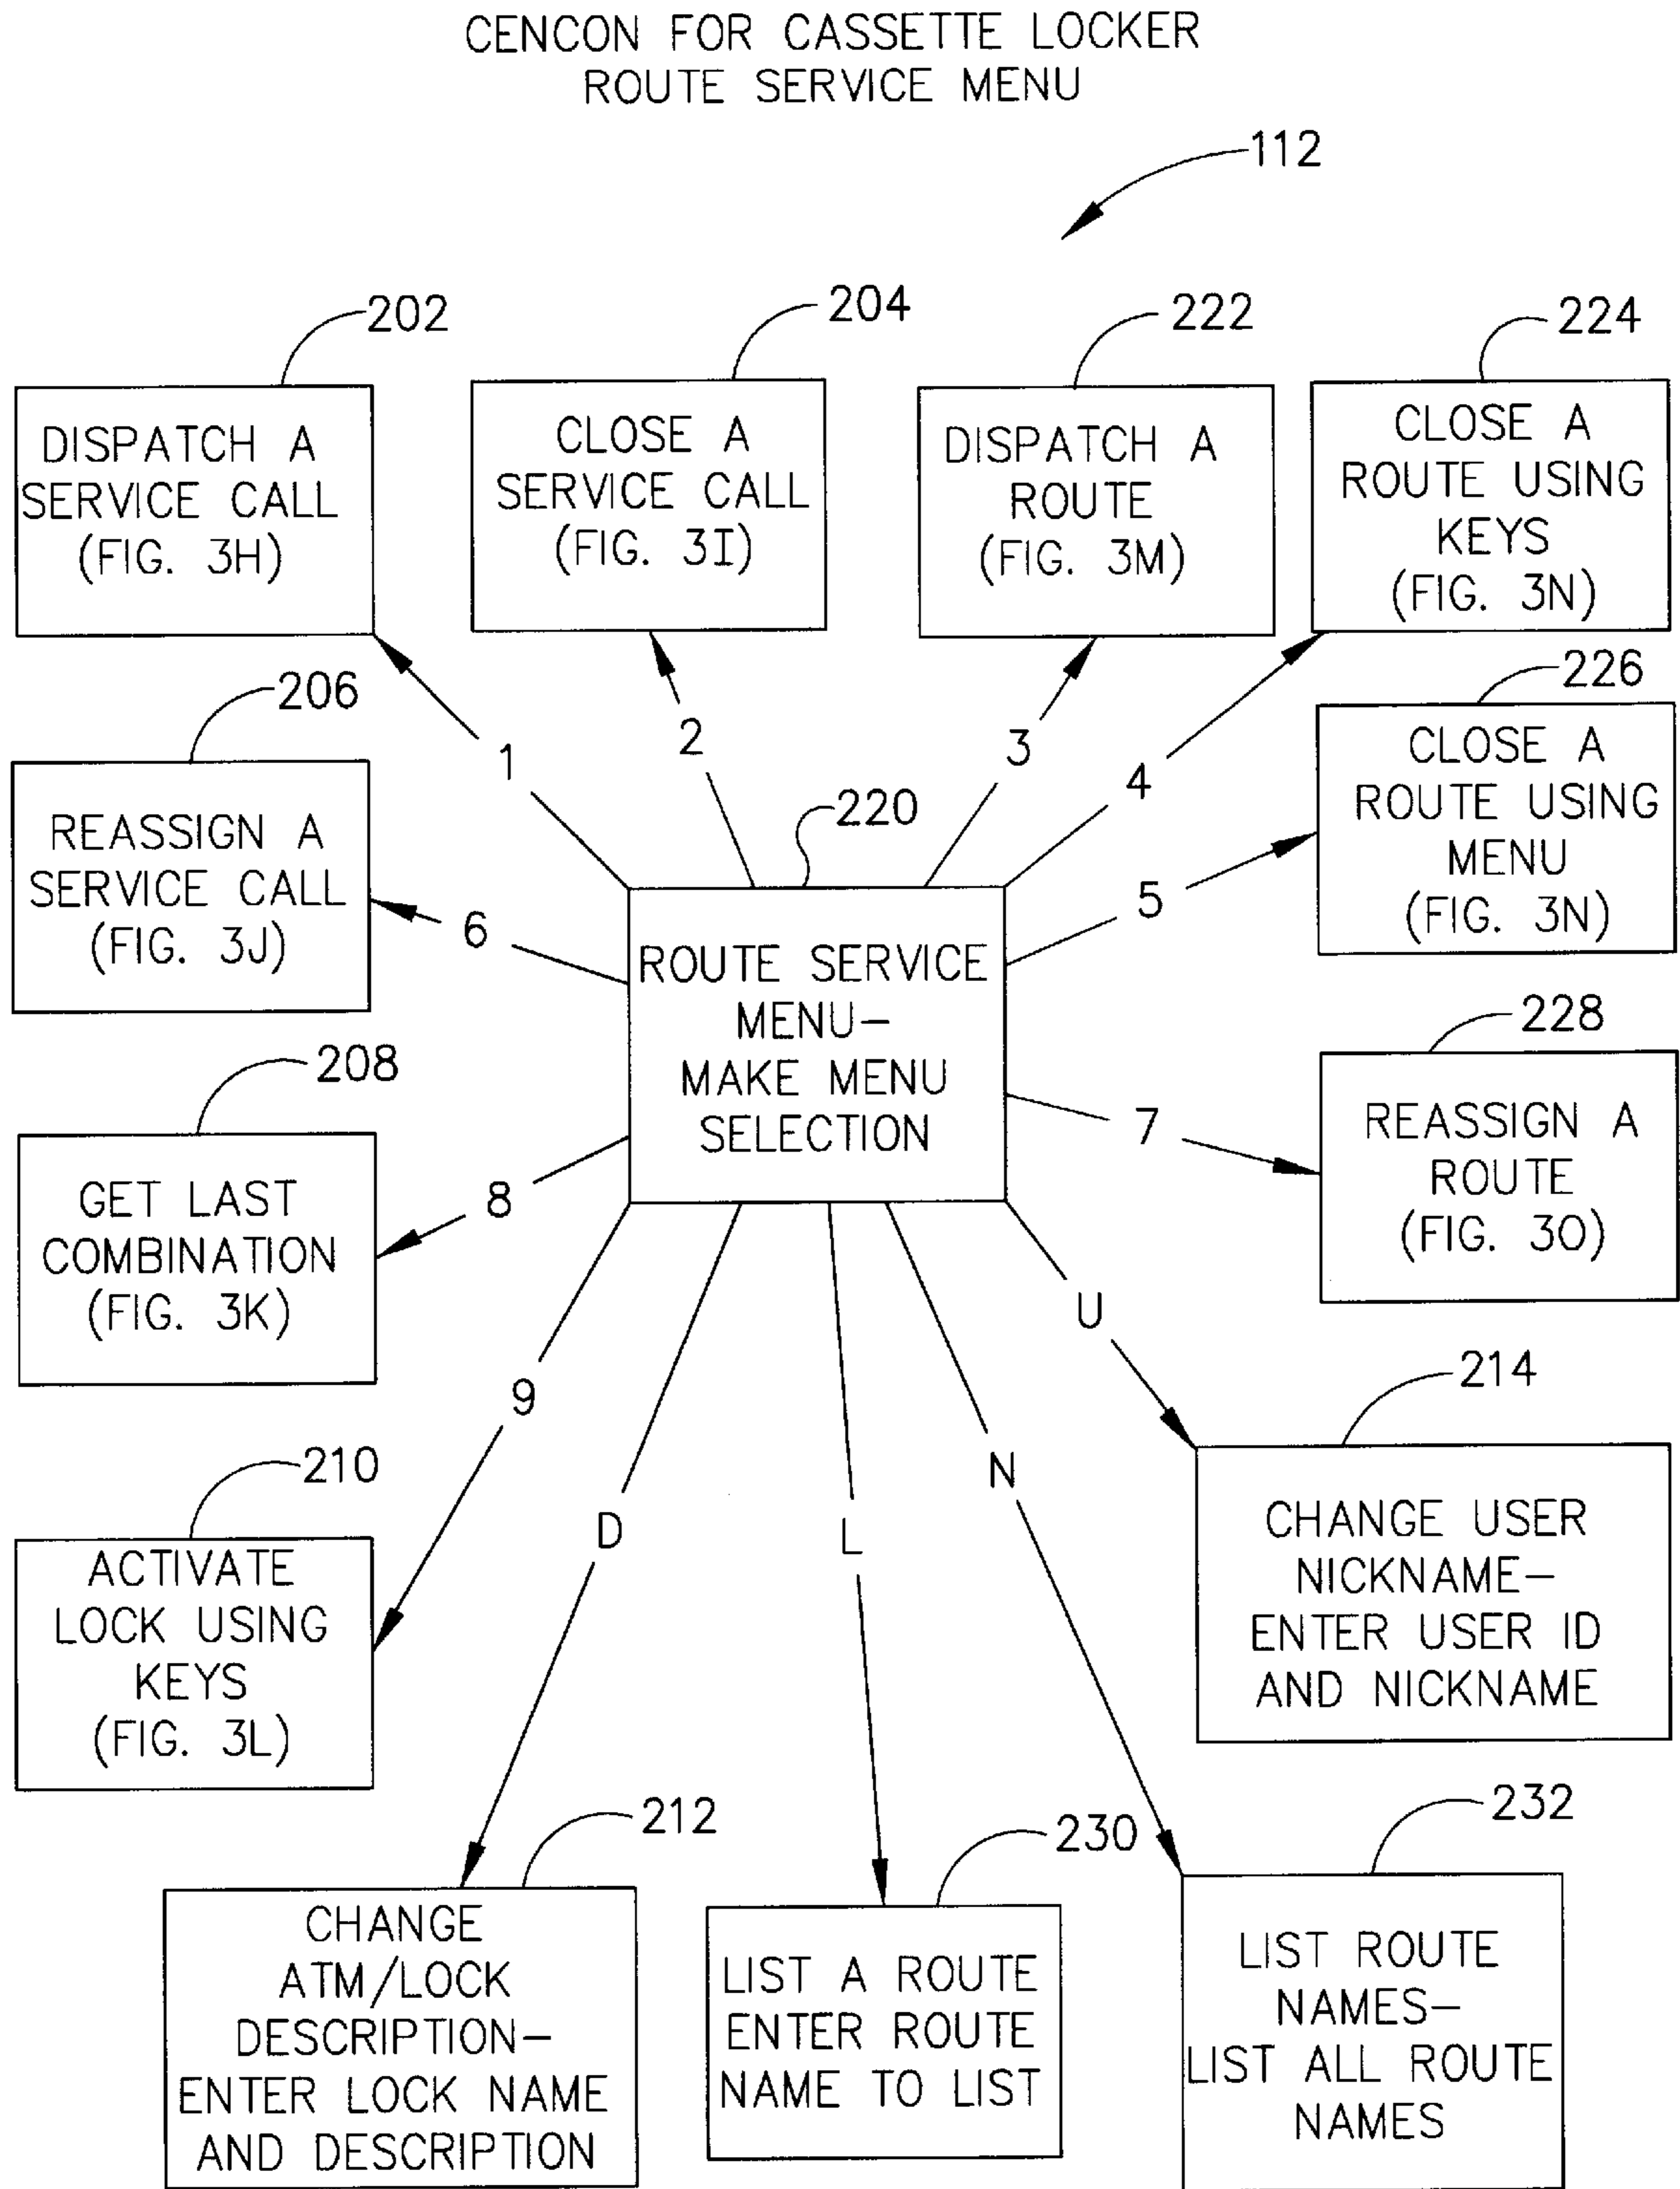 CENCON FOR CASSETTE LOCKER
ROUTE SERVICE MENU
112
202
DISPATCH A
SERVICE CALL
(FIG. 3H)
204
CLOSE A
SERVICE CALL
(FIG. 3I)
222
DISPATCH A
ROUTE
(FIG. 3M)
224
CLOSE A
ROUTE USING
KEYS
(FIG. 3N)
1
2
3
4
206
REASSIGN A
SERVICE CALL
(FIG. 3J)
6
220
ROUTE SERVICE
MENU—
MAKE MENU
SELECTION
5
226
CLOSE A
ROUTE USING
MENU
(FIG. 3N)
208
GET LAST
COMBINATION
(FIG. 3K)
8
7
228
REASSIGN A
ROUTE
(FIG. 3O)
210
ACTIVATE
LOCK USING
KEYS
(FIG. 3L)
9
D
L
N
U
214
CHANGE USER
NICKNAME—
ENTER USER ID
AND NICKNAME
212
CHANGE
ATM/LOCK
DESCRIPTION—
ENTER LOCK NAME
AND DESCRIPTION
230
LIST A ROUTE
ENTER ROUTE
NAME TO LIST
232
LIST ROUTE
NAMES—
LIST ALL ROUTE
NAMES